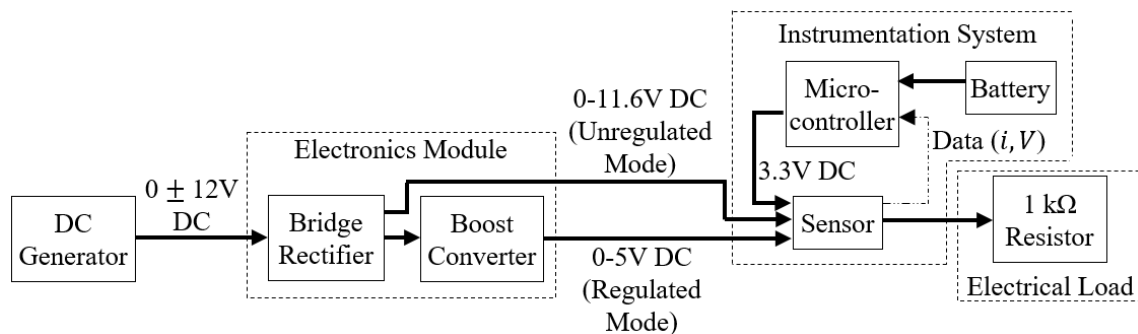 Instrumentation System
Micro-
controller
Battery
0-11.6V DC
(Unregulated
Mode)
Data (i, V)
Electronics Module
3.3V DC
0 ± 12V
DC
DC
Generator
Bridge
Rectifier
Boost
Converter
Sensor
1 kΩ
Resistor
0-5V DC
(Regulated
Mode)
Electrical Load